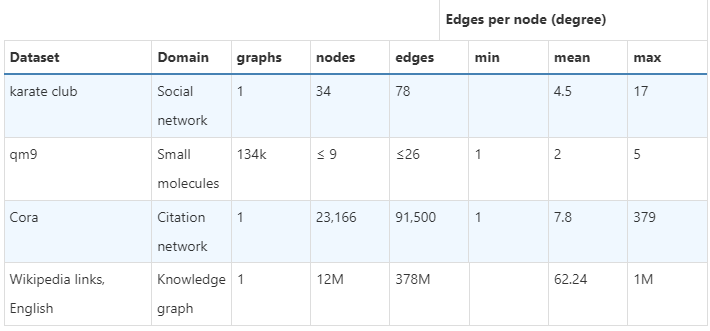 Edges per node (degree)
Dataset Domain graphs nodes edges min mean max
karate club Social 1 34 78 4.5 17
network
qm9 Small 134k ≤ 9 ≤26 1 2 5
molecules
Cora Citation 1 23,166 91,500 1 7.8 379
network
Wikipedia links, Knowledge 1 12M 378M 62.24 1M
English graph